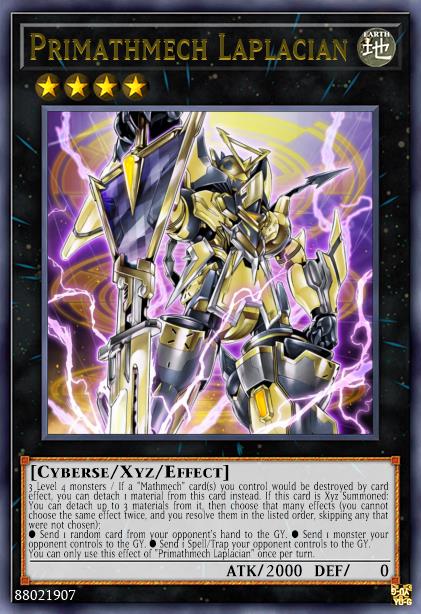 PRIMATHMECH LAPLACIAN
EARTH
地
[CYBERSE/XYZ/EFFECT]
3 Level 4 monsters / If a "Mathmech" card(s) you control would be destroyed by card
effect, you can detach 1 material from this card instead. If this card is Xyz Summoned:
You can detach up to 3 materials from it, then choose that many effects (you cannot
choose the same effect twice, and you resolve them in the listed order, skipping any that
were not chosen);
● Send 1 random card from your opponent's hand to the GY. ● Send 1 monster your
opponent controls to the GY. ● Send 1 Spell/Trap your opponent controls to the GY."
You can only use this effect of "Primathmech Laplacian" once per turn.
ATK/2000 DEF/ 0
88021907